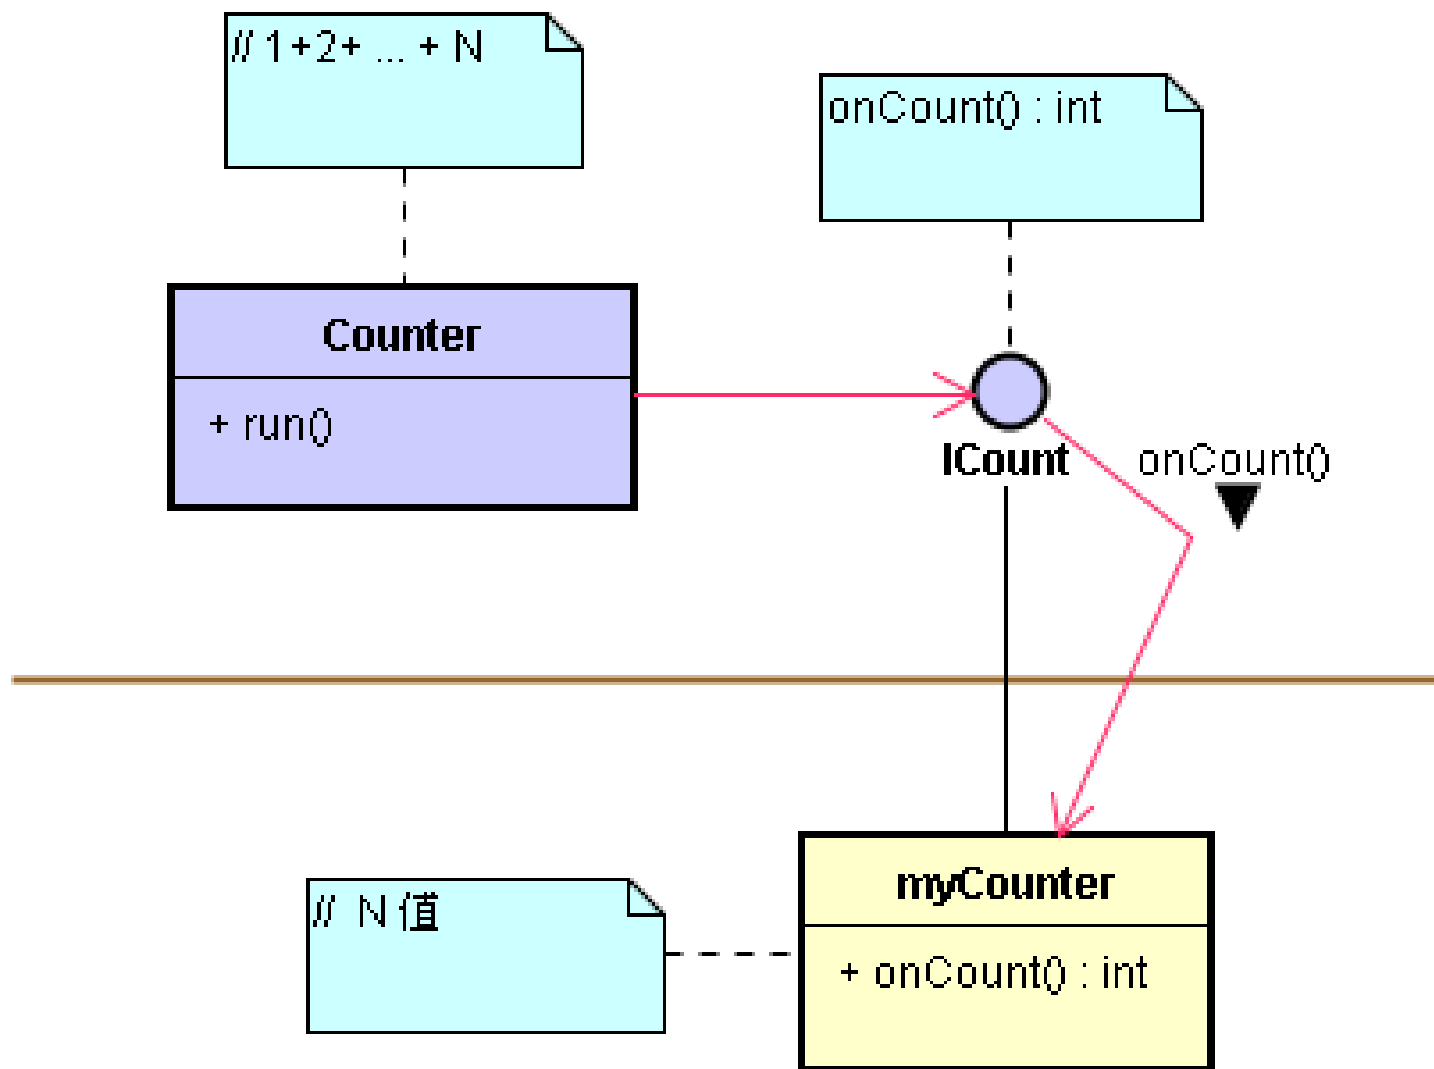 // 1+2+ ... + N
onCount() : int
Counter
+ run()
ICount
onCount()
myCounter
// N 值
+ onCount() : int